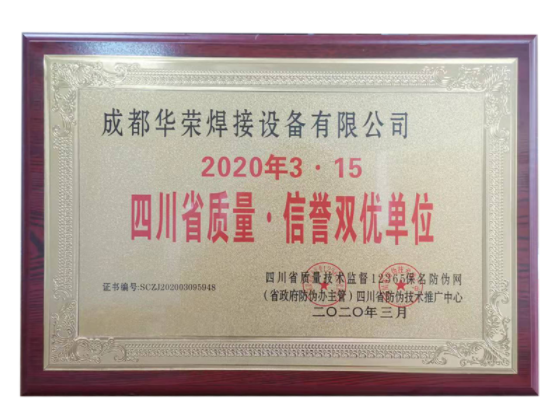 成都华荣焊接设备有限公司
2020年3·15
四川省质量·信誉双优单位
四川省质量技术监督12365保名防伪网
证书编号:SCZJ202003095948
(省政府防伪办主管)四川省防伪技术推广中心
二〇二〇年三月